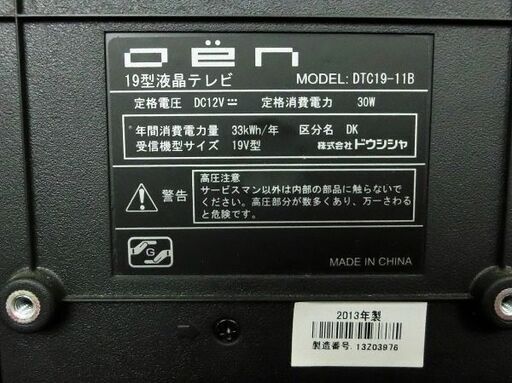 oën
19型液晶テレビ MODEL: DTC19-11B
定格電圧 DC12V⎓ 定格消費電力 30W
年間消費電力量 33kWh/年 区分名 DK
受信機型サイズ 19V型 株式会社ドウシシャ
警告
高圧注意
サービスマン以外は内部の部品に触らないで
ください。高圧部分が数多くあり、万一さわる
と危険です。
G
MADE IN CHINA
2013年製
製造番号. 13Z03976